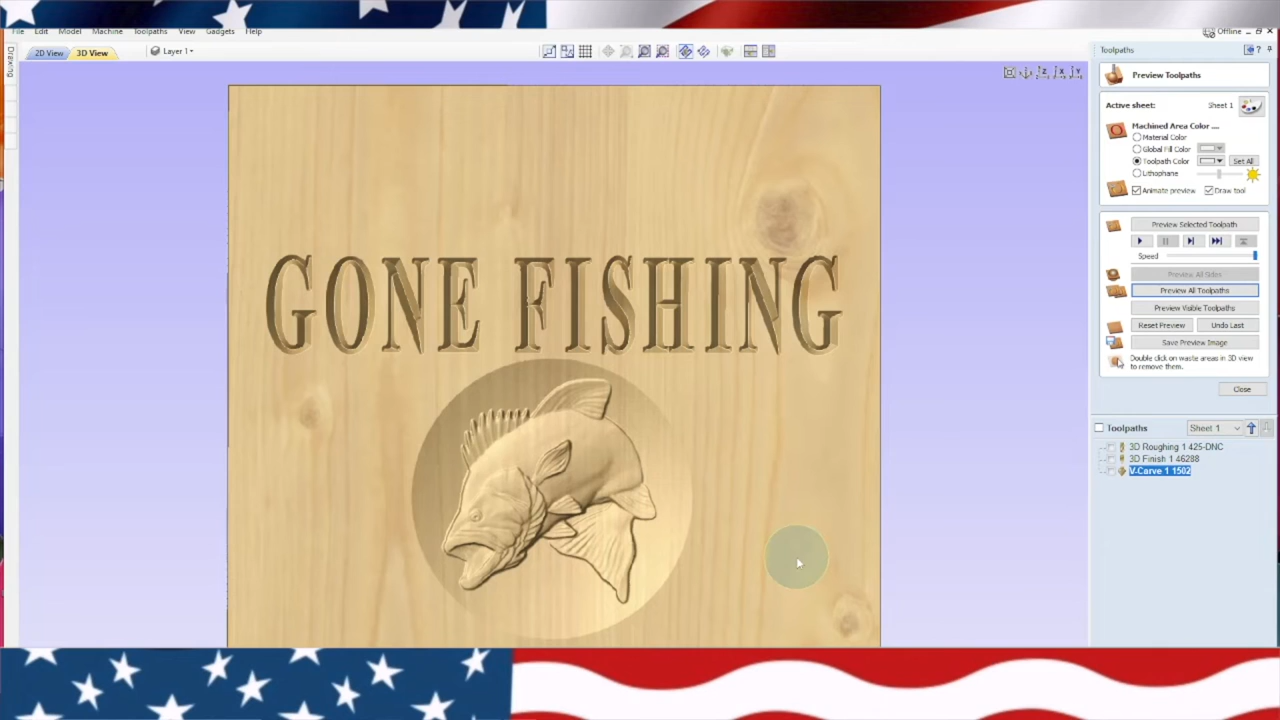 File Edit Model Machine Toolpaths View Gadgets Help
Offline
Drawing
2D View 3D View Layer 1
Toolpaths
Preview Toolpaths
Active sheet: Sheet 1
Machined Area Color ....
Material Color
Global Fill Color
Toolpath Color Set All
Lithophane
Animate preview Draw tool
Preview Selected Toolpath
Speed
Preview All Sides
Preview All Toolpaths
Preview Visible Toolpaths
Reset Preview Undo Last
Save Preview Image
Double click on waste areas in 3D view
to remove them.
Close
Toolpaths Sheet 1
3D Roughing 1 425-DNC
3D Finish 1 46288
V-Carve 1 1502
GONE FISHING